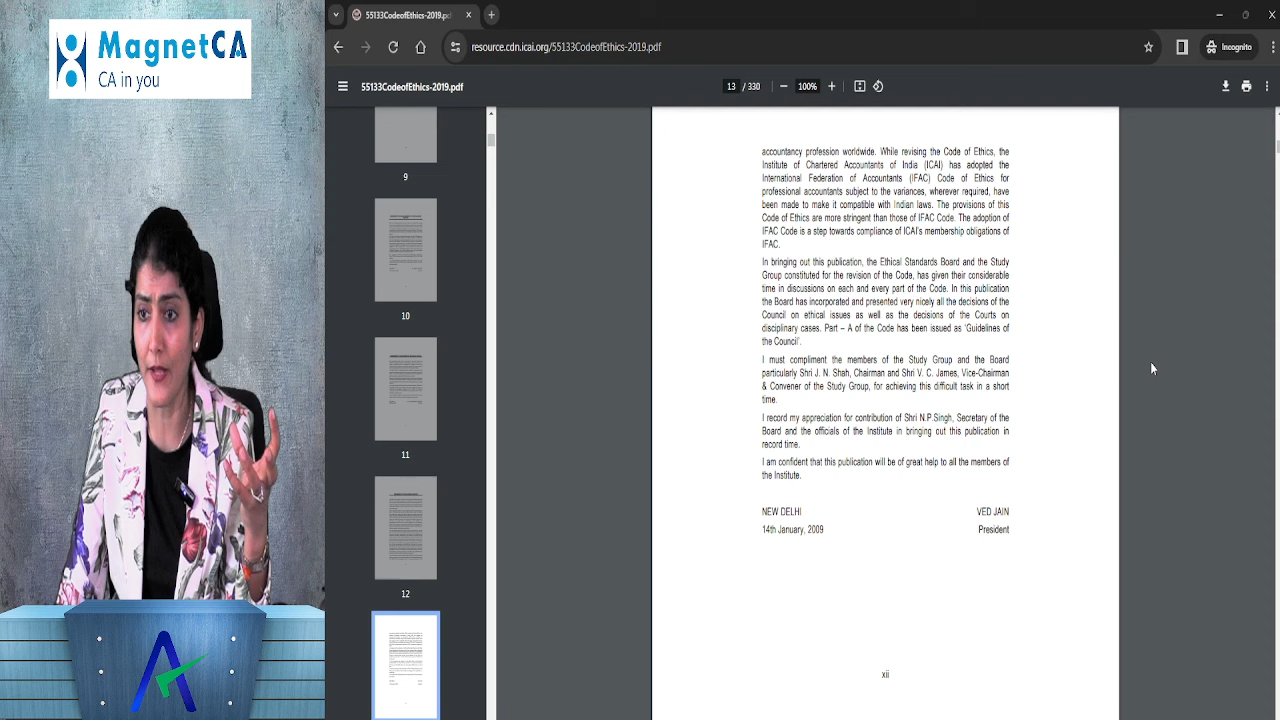 MagnetCA
CA in you
55133CodeofEthics-2019.pdf
55133CodeofEthics-2019.pdf
13 / 330
100%
Incognito
9
10
11
12
accountancy profession worldwide. While revising the Code of Ethics, the
Institute of Chartered Accountants of India (ICAI) has adopted the
International Federation of Accountants (IFAC) Code of Ethics for
professional accountants subject to the variances, wherever required, have
been made to make it compatible with Indian laws. The provisions of this
Code of Ethics are more stringent than those of IFAC Code. The adoption of
IFAC Code is a step towards compliance of ICAI's membership obligations of
IFAC.
In bringing out this publication, the Ethical Standards Board and the Study
Group constituted for the revision of the Code, has given their considerable
time in discussions on each and every part of the Code. In this publication
the Board has incorporated and presented very nicely all the decisions of the
Council on ethical issues as well as the decisions of the Courts on
disciplinary cases. Part – A of the Code has been issued as 'Guidelines of
the Council'.
I must compliment the members of the Study Group and the Board
particularly Shri J. N. Shah, Chairman and Shri V. C. James, Vice-Chairman
& Convener of the Study Group, for achieving this difficult task in a short
time.
I record my appreciation for contribution of Shri N.P.Singh, Secretary of the
Board and the officials of the Institute in bringing out this publication in
record time.
I am confident that this publication will be of great help to all the members of
the Institute.
NEW DELHI VED JAIN
14th January, 2009 President
xii